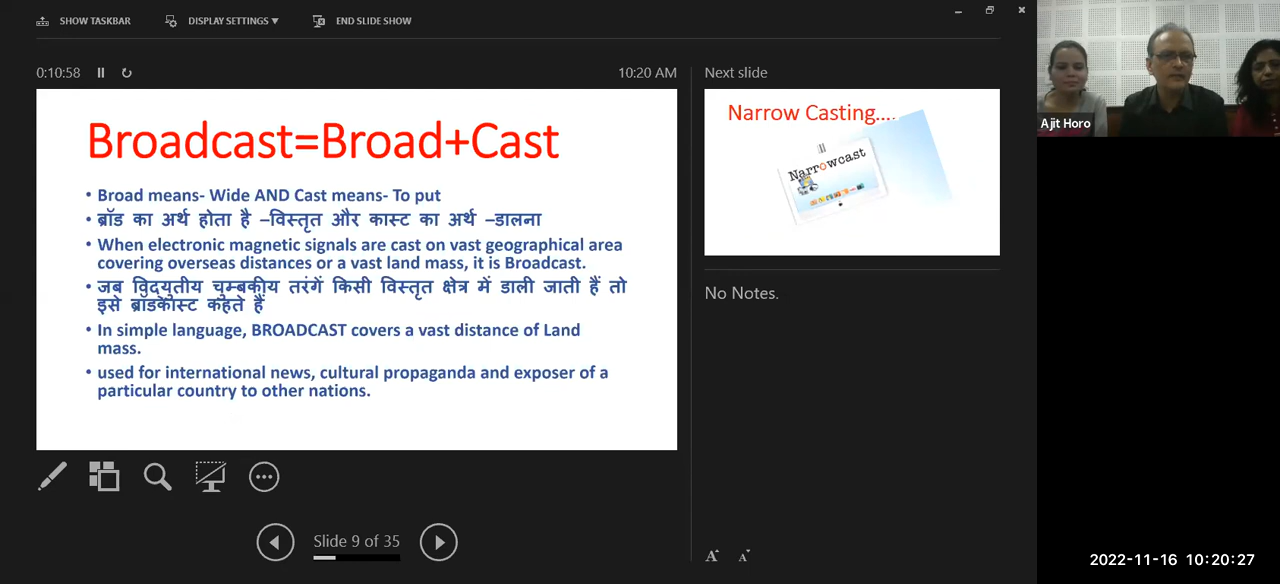 SHOW TASKBAR DISPLAY SETTINGS ▼ END SLIDE SHOW
0:10:58 10:20 AM
Broadcast=Broad+Cast
• Broad means- Wide AND Cast means- To put
• ब्रॉड का अर्थ होता है –विस्तृत और कास्ट का अर्थ –डालना
• When electronic magnetic signals are cast on vast geographical area
covering overseas distances or a vast land mass, it is Broadcast.
• जब विद्युतीय चुम्बकीय तरंगें किसी विस्तृत क्षेत्र में डाली जाती हैं तो
इसे ब्रॉडकास्ट कहते हैं
• In simple language, BROADCAST covers a vast distance of Land
mass.
• used for international news, cultural propaganda and exposer of a
particular country to other nations.
Slide 9 of 35
Next slide
Narrow Casting....
Narrowcast
No Notes.
A A
Ajit Horo
2022-11-16 10:20:27